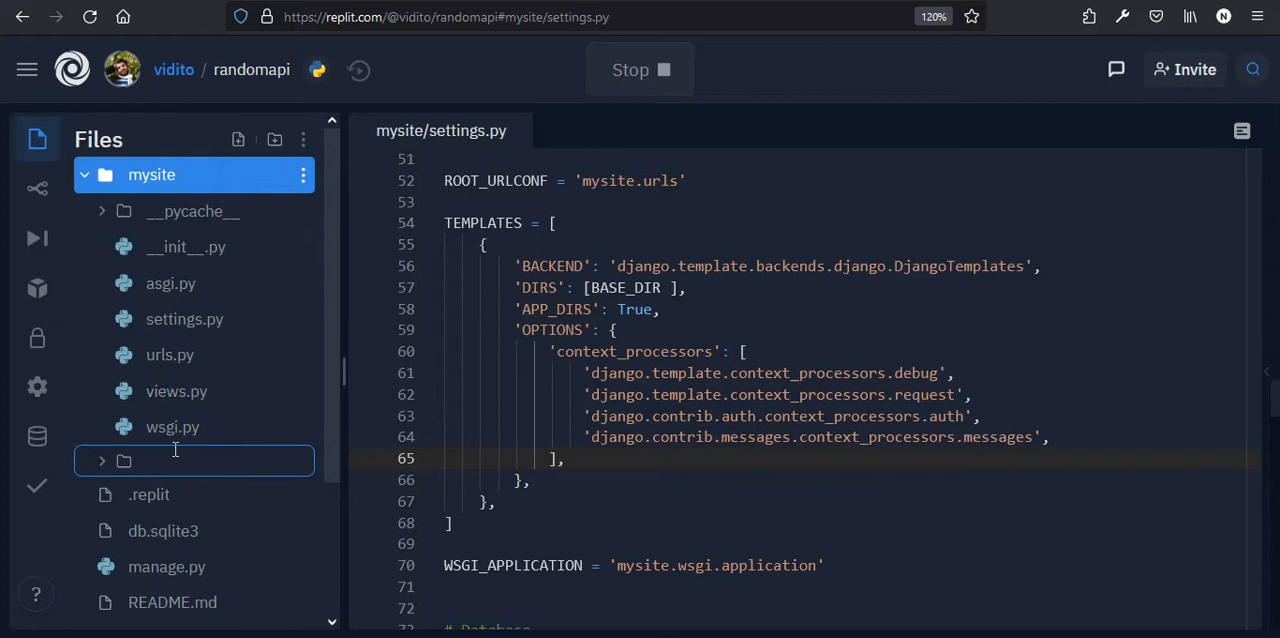 https://replit.com/@vidito/randomapi#mysite/settings.py
120%
N
vidito / randomapi
Stop
Invite
Files
mysite/settings.py
mysite
__pycache__
__init__.py
asgi.py
settings.py
urls.py
views.py
wsgi.py
.replit
db.sqlite3
manage.py
README.md
?
51
52 ROOT_URLCONF = 'mysite.urls'
53
54 TEMPLATES = [
55 {
56 'BACKEND': 'django.template.backends.django.DjangoTemplates',
57 'DIRS': [BASE_DIR ],
58 'APP_DIRS': True,
59 'OPTIONS': {
60 'context_processors': [
61 'django.template.context_processors.debug',
62 'django.template.context_processors.request',
63 'django.contrib.auth.context_processors.auth',
64 'django.contrib.messages.context_processors.messages',
65 ],
66 },
67 },
68 ]
69
70 WSGI_APPLICATION = 'mysite.wsgi.application'
71
72
73 # Database